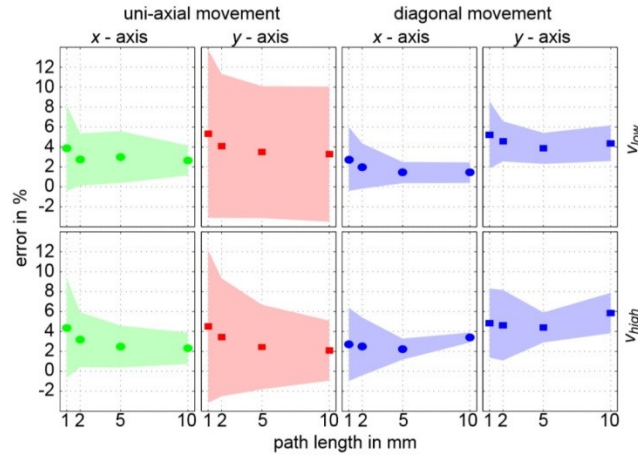 uni-axial movement diagonal movement
x - axis y - axis x - axis y - axis
12
10
8
6
4
2
0
-2
v_low
error in %
12
10
8
6
4
2
0
-2
v_high
1 2 5 10 1 2 5 10 1 2 5 10 1 2 5 10
path length in mm